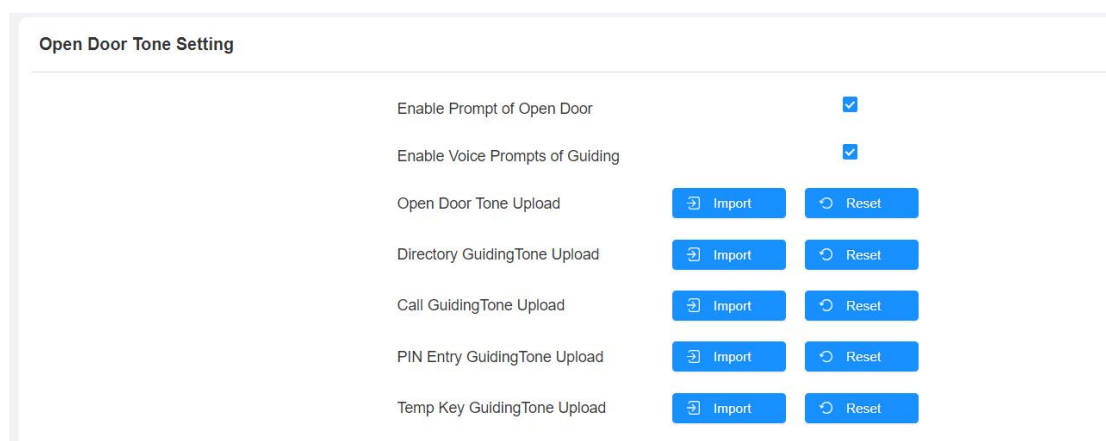 Open Door Tone Setting
Enable Prompt of Open Door
Enable Voice Prompts of Guiding
Open Door Tone Upload Import Reset
Directory GuidingTone Upload Import Reset
Call GuidingTone Upload Import Reset
PIN Entry GuidingTone Upload Import Reset
Temp Key GuidingTone Upload Import Reset